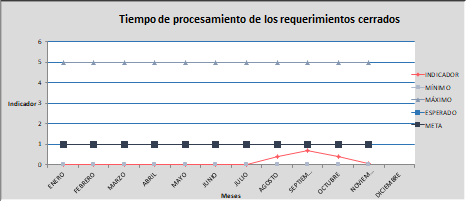 Tiempo de procesamiento de los requerimientos cerrados
6
5
4
3
2
1
0
Indicador
ENERO
FEBRERO
MARZO
ABRIL
MAYO
JUNIO
JULIO
AGOSTO
SEPTIEM...
OCTUBRE
NOVIEM...
DICIEMBRE
Meses
INDICADOR
MÍNIMO
MÁXIMO
ESPERADO
META